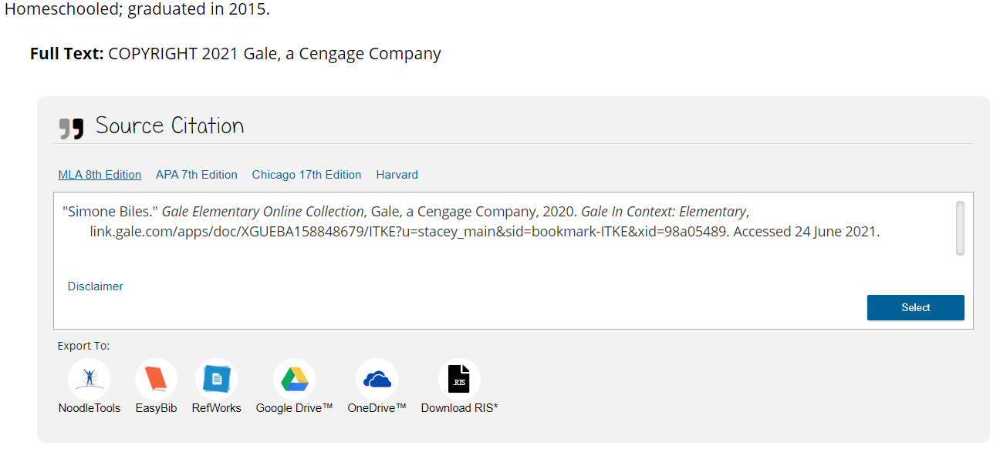 Homeschooled; graduated in 2015.
Full Text: COPYRIGHT 2021 Gale, a Cengage Company
Source Citation
MLA 8th Edition APA 7th Edition Chicago 17th Edition Harvard
"Simone Biles." Gale Elementary Online Collection, Gale, a Cengage Company, 2020. Gale In Context: Elementary,
link.gale.com/apps/doc/XGUEBA158848679/ITKE?u=stacey_main&sid=bookmark-ITKE&xid=98a05489. Accessed 24 June 2021.
Disclaimer
Select
Export To:
.RIS
NoodleTools EasyBib RefWorks Google Drive™ OneDrive™ Download RIS*